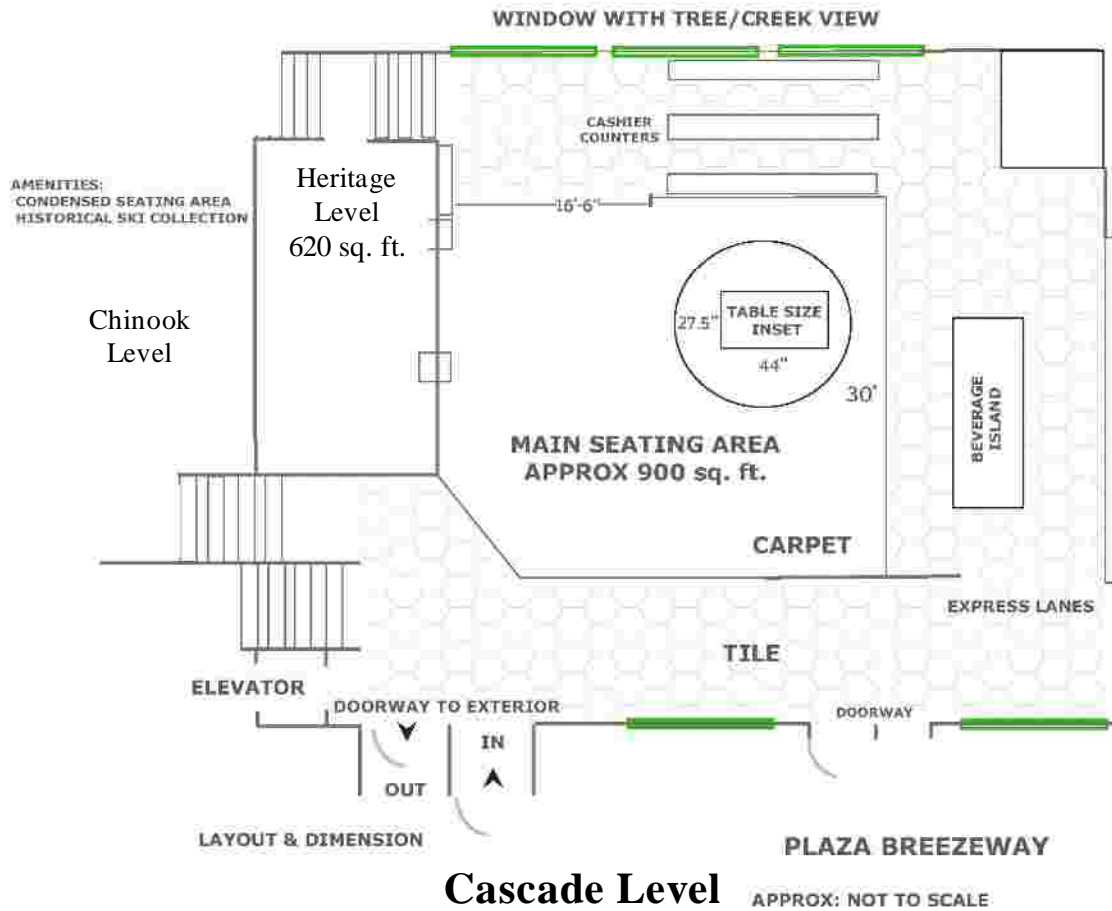 WINDOW WITH TREE/CREEK VIEW
CASHIER
COUNTERS
AMENITIES:
CONDENSED SEATING AREA
HISTORICAL SKI COLLECTION
Heritage
Level
620 sq. ft.
16'-6"
Chinook
Level
TABLE SIZE
INSET
27.5"
44"
30'
BEVERAGE
ISLAND
MAIN SEATING AREA
APPROX 900 sq. ft.
CARPET
EXPRESS LANES
TILE
ELEVATOR
DOORWAY TO EXTERIOR
DOORWAY
IN
OUT
LAYOUT & DIMENSION
PLAZA BREEZEWAY
Cascade Level
APPROX: NOT TO SCALE